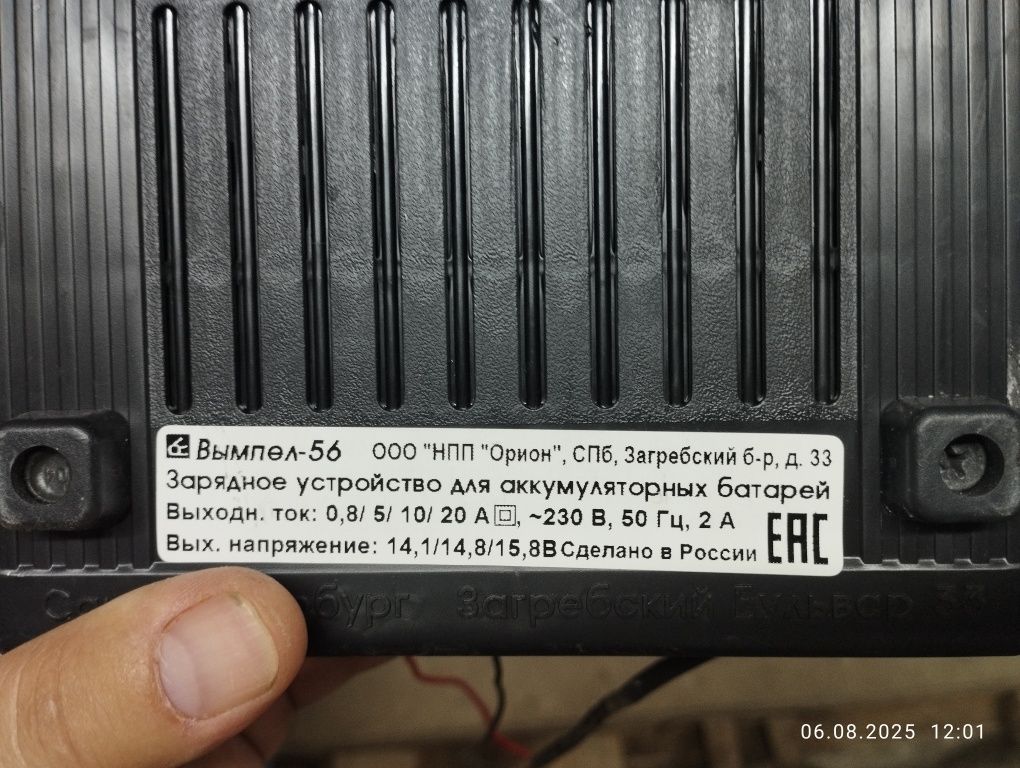 Вымпел-56 ООО "НПП "Орион", СПб, Загребский б-р, д. 33
Зарядное устройство для аккумуляторных батарей
Выходн. ток: 0,8/ 5/ 10/ 20 А, ~230 В, 50 Гц, 2 А
Вых. напряжение: 14,1/14,8/15,8В Сделано в России
EAC
Загребский Бульвар 33
06.08.2025 12:01